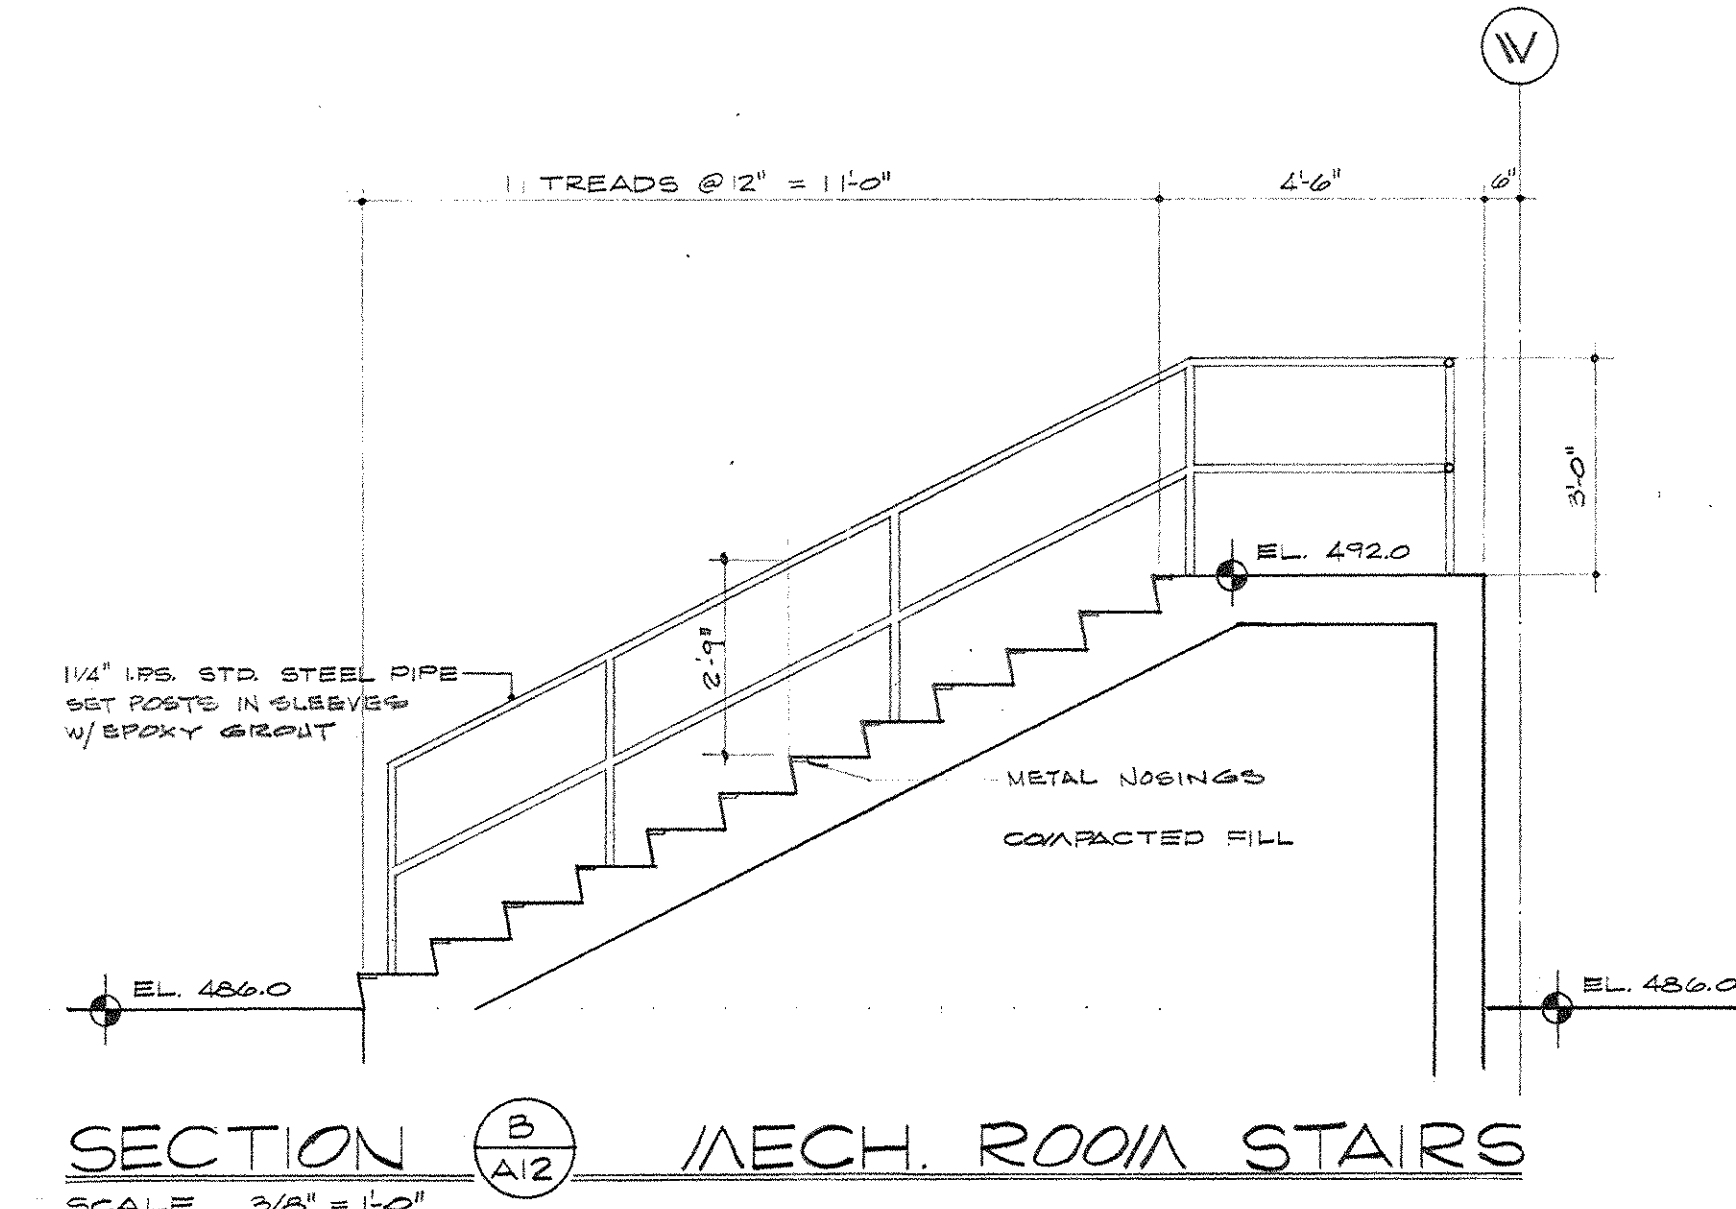 W
11 TREADS @ 12" = 11'-0"
4'-6"
6"
3'-0"
EL. 492.0
2'-9"
1 1/4" I.P.S. STD. STEEL PIPE
SET POSTS IN SLEEVES
W/ EPOXY GROUT
METAL NOSINGS
COMPACTED FILL
EL. 486.0
EL. 486.0
SECTION B A12 MECH. ROOM STAIRS
SCALE 3/8" = 1'-0"